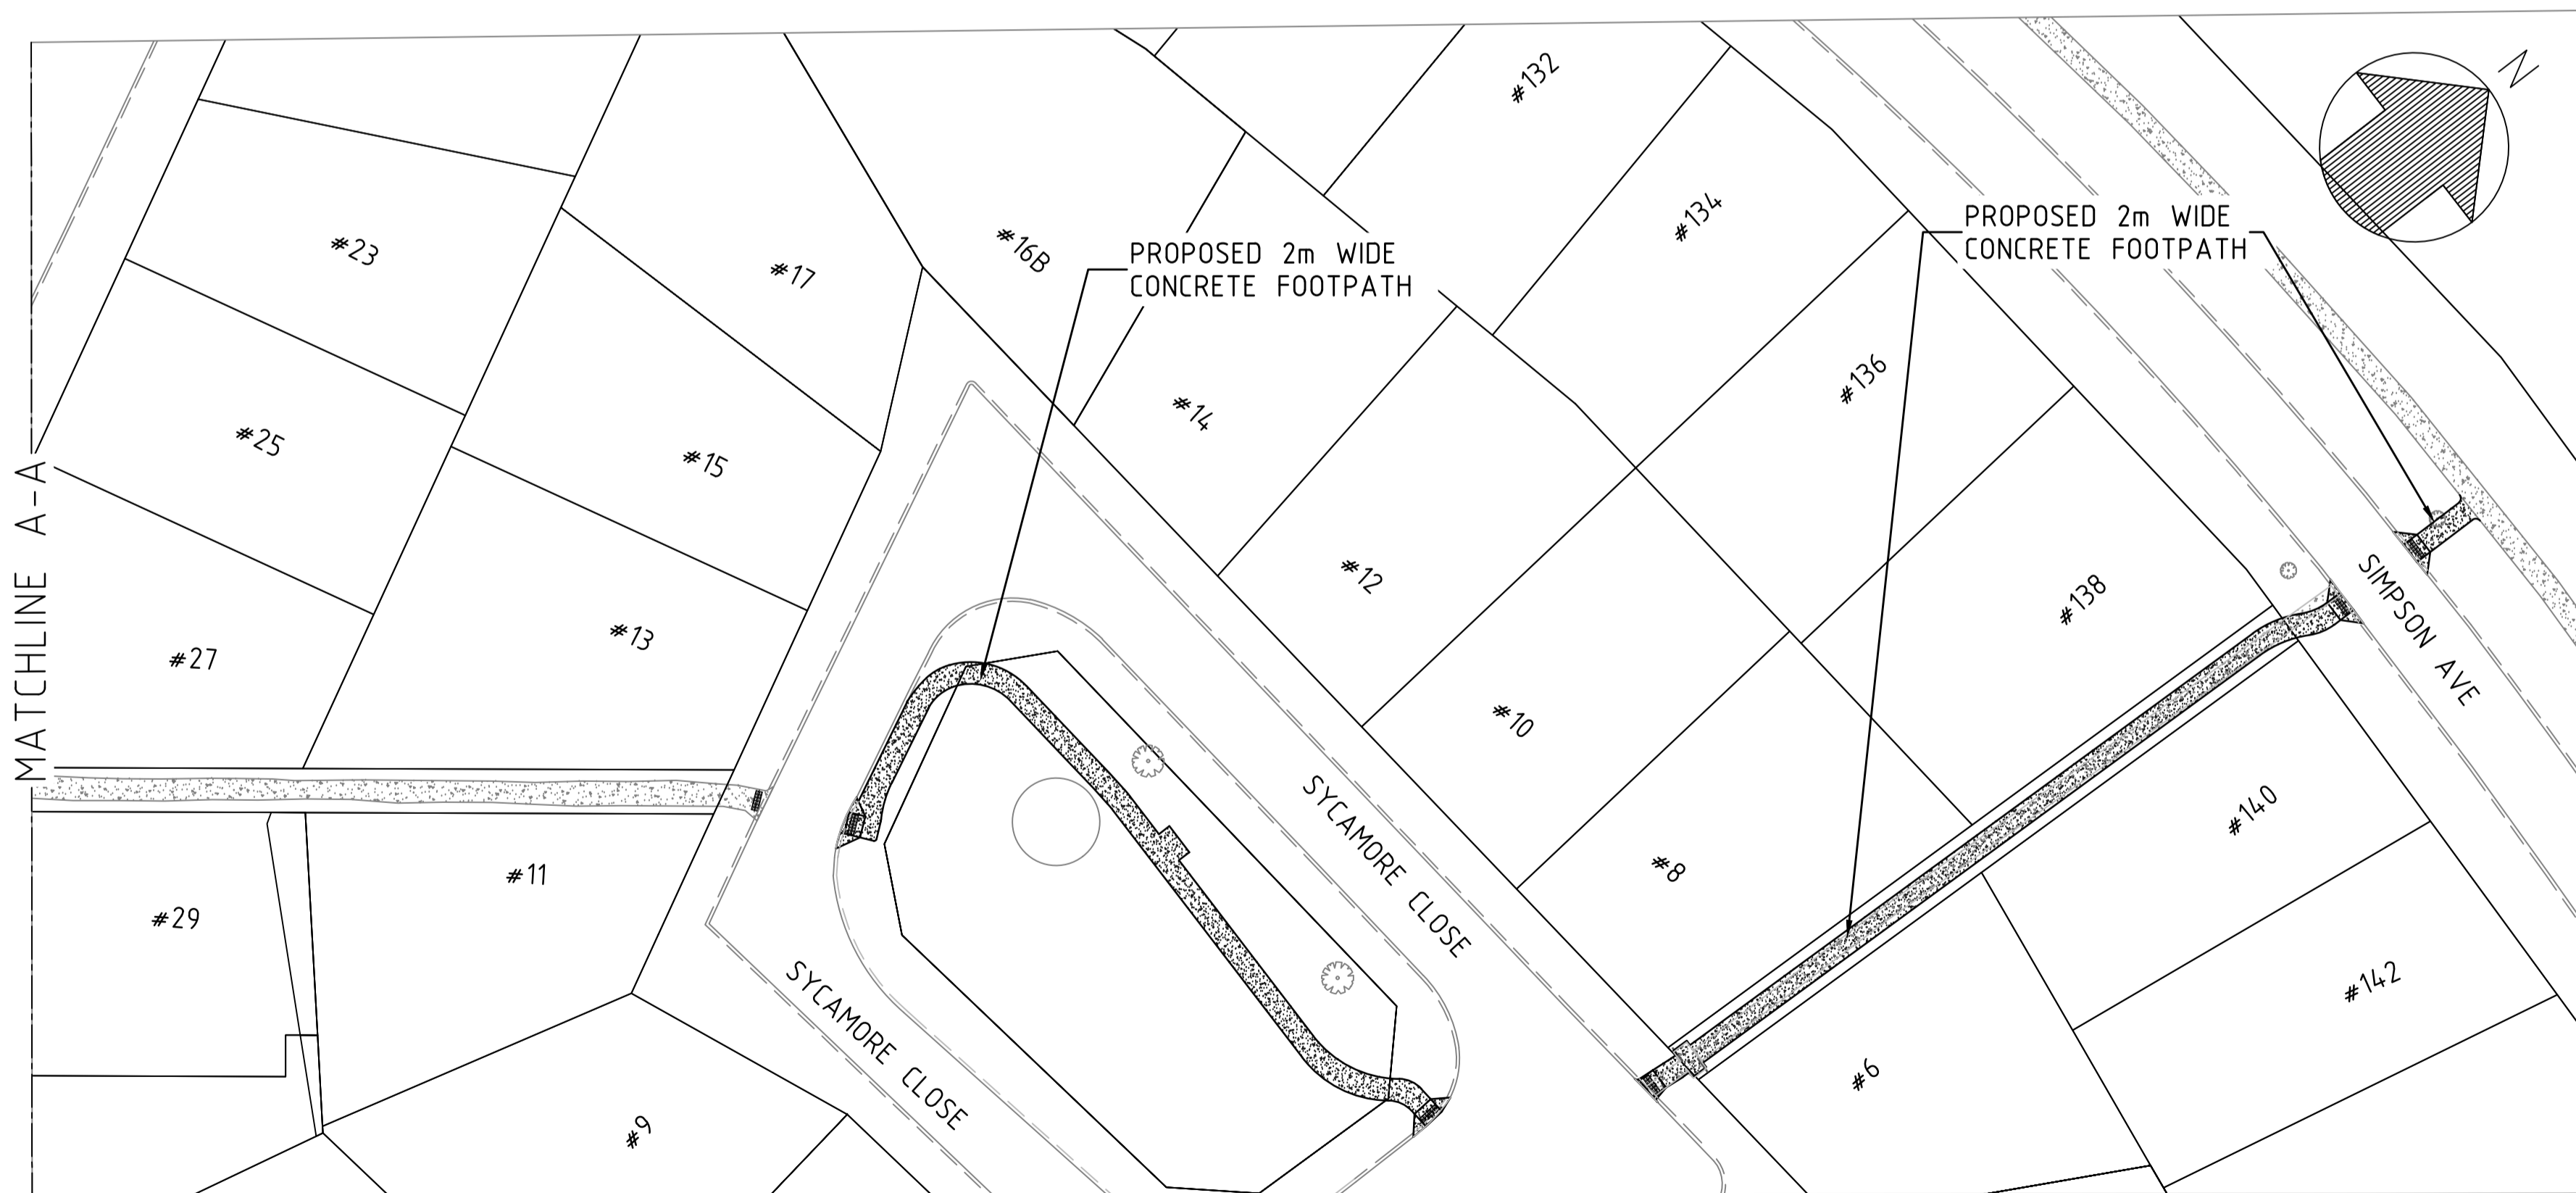 N
#132
#134
PROPOSED 2m WIDE
CONCRETE FOOTPATH
PROPOSED 2m WIDE
CONCRETE FOOTPATH
#23
#17
#16B
#136
#14
#25
#15
#12
#138
SIMPSON AVE
#13
#27
MATCHLINE A-A
#10
#140
#8
SYCAMORE CLOSE
#11
#29
#142
SYCAMORE CLOSE
#6
#9